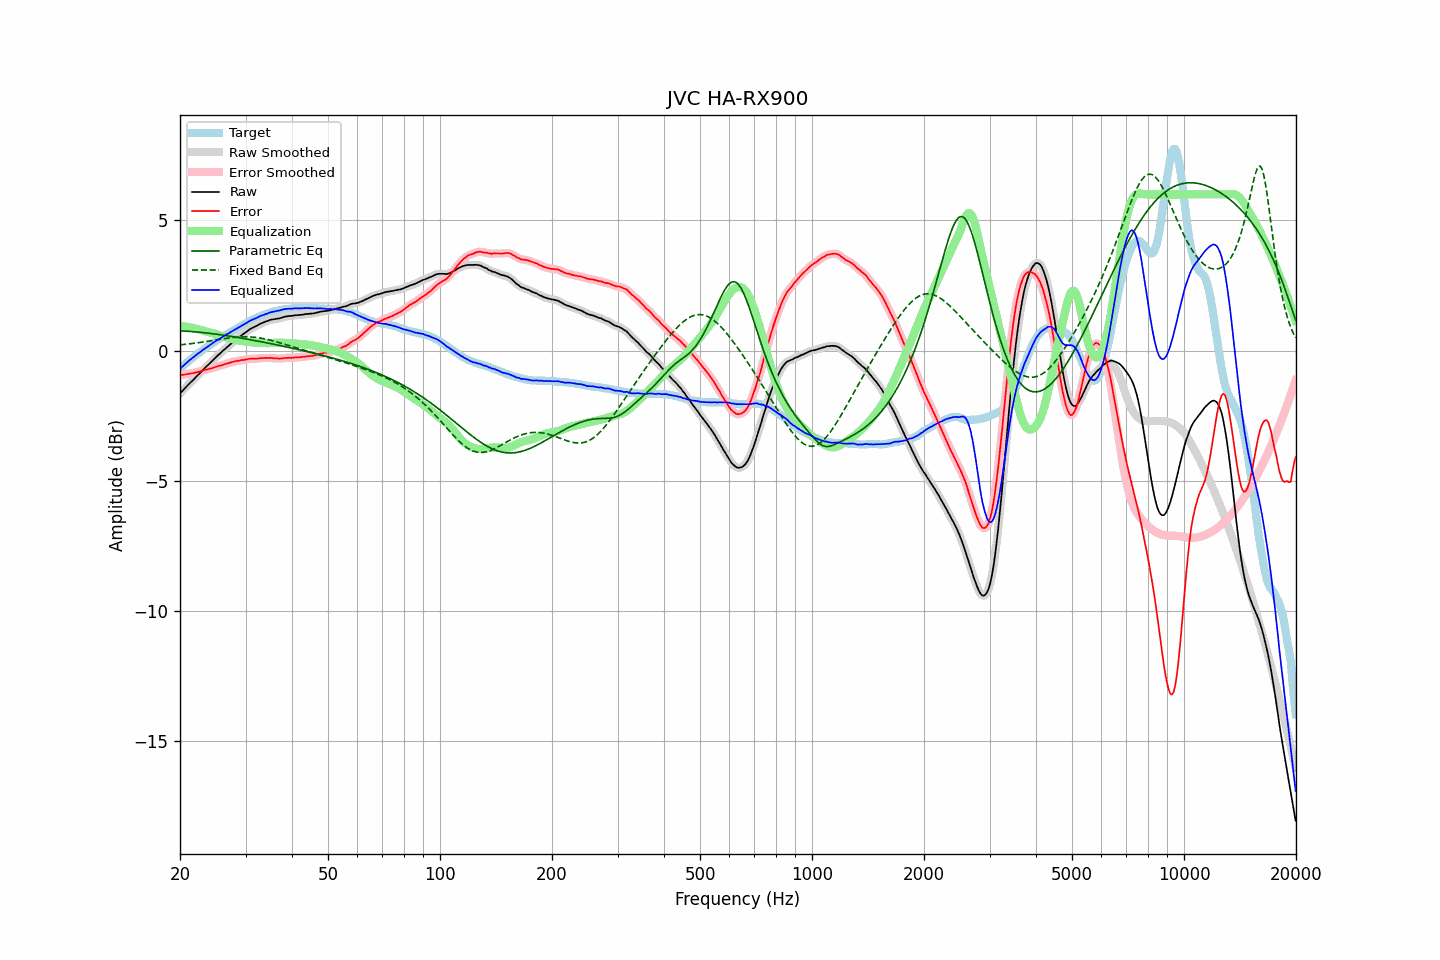 JVC HA-RX900
Target
Raw Smoothed
Error Smoothed
Raw
Error
Equalization
Parametric Eq
Fixed Band Eq
Equalized
5
0
−5
−10
−15
Amplitude (dBr)
20
50
100
200
500
1000
2000
5000
10000
20000
Frequency (Hz)